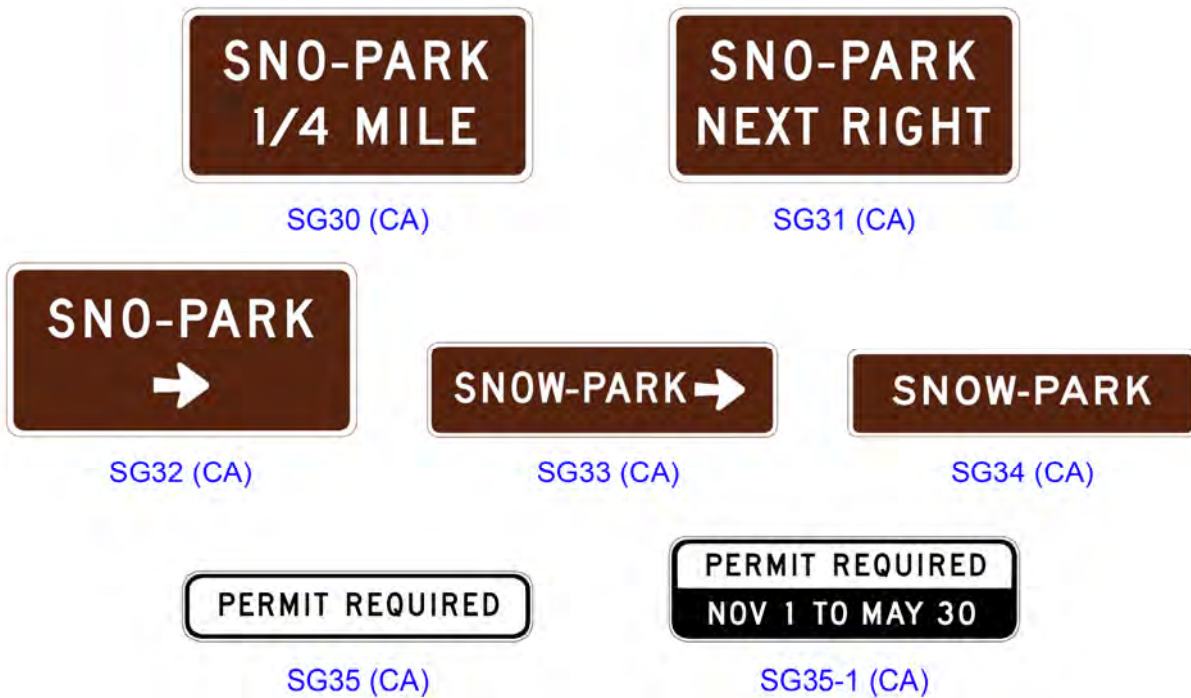 SNO-PARK
1/4 MILE
SG30 (CA)
SNO-PARK
NEXT RIGHT
SG31 (CA)
SNO-PARK
SG32 (CA)
SNOW-PARK
SG33 (CA)
SNOW-PARK
SG34 (CA)
PERMIT REQUIRED
SG35 (CA)
PERMIT REQUIRED
NOV 1 TO MAY 30
SG35-1 (CA)